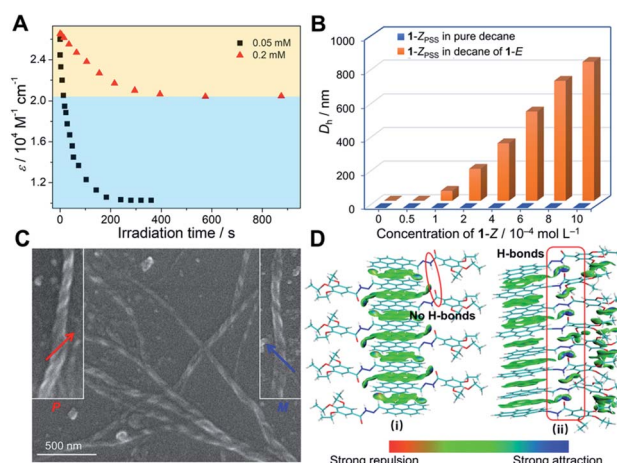 A
2.6
2.0
1.2
0 200 400 600 800
Irradiation time / s
ε / 10⁴ M⁻¹ cm⁻¹
0.05 mM
0.2 mM
B
1-Z_PSS in pure decane
1-Z_PSS in decane of 1-E
1000
800
600
400
200
0
D_h / nm
0 0.5 1 2 4 6 8 10
Concentration of 1-Z / 10⁻⁴ mol L⁻¹
C
P
M
500 nm
D
H-bonds
No H-bonds
(i)
(ii)
Strong repulsion Strong attraction